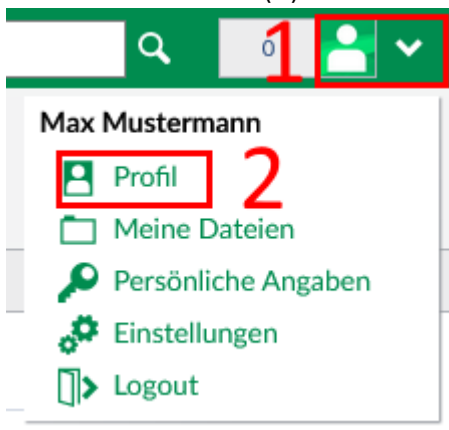 0 1
Max Mustermann
Profil 2
Meine Dateien
Persönliche Angaben
Einstellungen
Logout